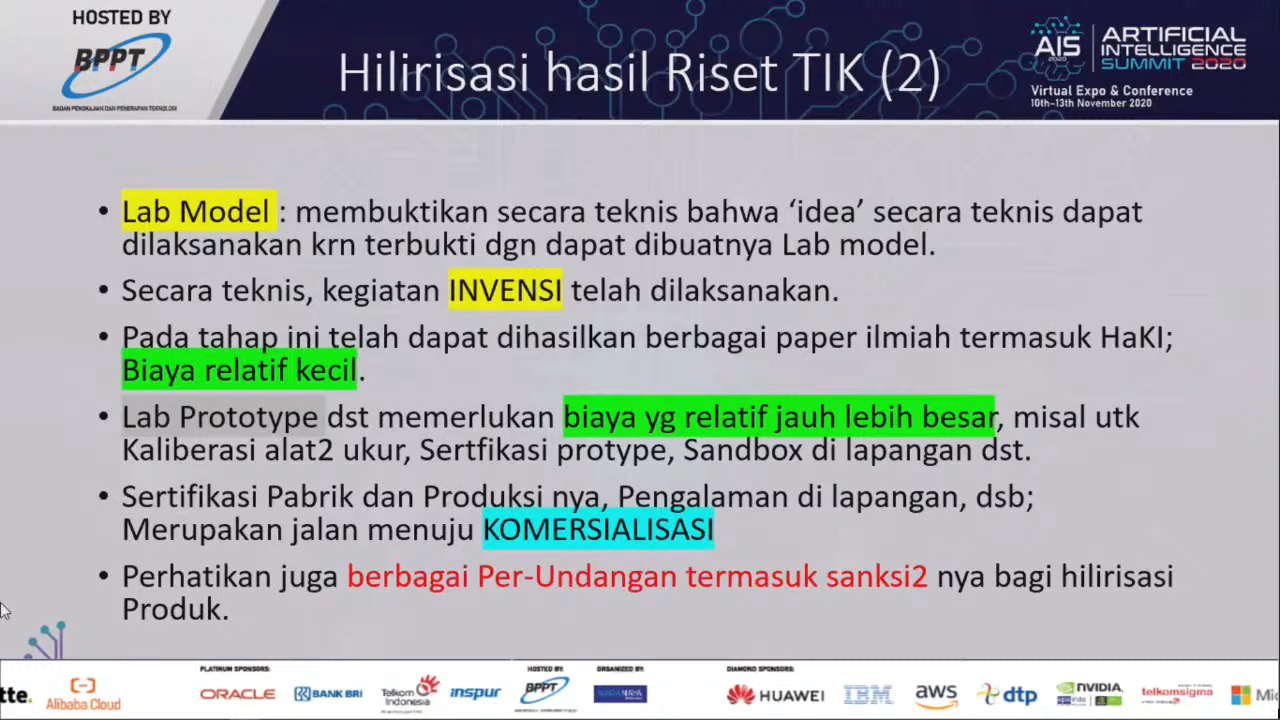 HOSTED BY
BPPT
BADAN PENGKAJIAN DAN PENERAPAN TEKNOLOGI
Hilirisasi hasil Riset TIK (2)
AIS
2020
ARTIFICIAL
INTELLIGENCE
SUMMIT 2020
Virtual Expo & Conference
10th-13th November 2020
• Lab Model : membuktikan secara teknis bahwa ‘idea’ secara teknis dapat
dilaksanakan krn terbukti dgn dapat dibuatnya Lab model.
• Secara teknis, kegiatan INVENSI telah dilaksanakan.
• Pada tahap ini telah dapat dihasilkan berbagai paper ilmiah termasuk HaKI;
Biaya relatif kecil.
• Lab Prototype dst memerlukan biaya yg relatif jauh lebih besar, misal utk
Kaliberasi alat2 ukur, Sertfikasi protype, Sandbox di lapangan dst.
• Sertifikasi Pabrik dan Produksi nya, Pengalaman di lapangan, dsb;
Merupakan jalan menuju KOMERSIALISASI
• Perhatikan juga berbagai Per-Undangan termasuk sanksi2 nya bagi hilirisasi
Produk.
PLATINUM SPONSORS:
HOSTED BY:
ORGANIZED BY:
DIAMOND SPONSORS:
tte.
Alibaba Cloud
ORACLE
BANK BRI
Telkom
Indonesia
inspur
BPPT
HUAWEI
IBM
aws
dtp
NVIDIA
telkomsigma
Mic